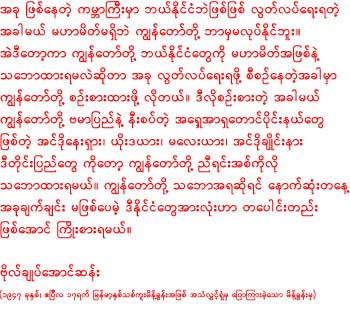 အခု ဖြစ်နေတဲ့ ကမ္ဘာကြီးမှာ ဘယ်နိုင်ငံဘဲဖြစ်ဖြစ် လွတ်လပ်ရေးရတဲ့
အခါမယ် မဟာမိတ်မရှိဘဲ ကျွန်တော်တို့ ဘာမှမလုပ်နိုင်ဘူး။
အဲဒီတော့ကာ ကျွန်တော်တို့ ဘယ်နိုင်ငံတွေကို မဟာမိတ်အဖြစ်နဲ့
သဘောထားရမလဲဆိုတာ အခု လွတ်လပ်ရေးရဖို့ စီစဉ်နေတဲ့အခါမှာ
ကျွန်တော်တို့ စဉ်းစားထားဖို့ လိုတယ်။ ဒီလိုစဉ်းစားတဲ့ အခါမယ်
ကျွန်တော်တို့ ဗမာပြည်နဲ့ နီးစပ်တဲ့ အရှေ့အာရှတောင်ပိုင်းနယ်တွေ
ဖြစ်တဲ့ အင်ဒိုနေးရှား၊ ယိုးဒယား၊ မလေးယား၊ အင်ဒိုချိုင်းနား
ဒီတိုင်းပြည်တွေ ကိုတော့ ကျွန်တော်တို့ ညီရင်းအစ်ကိုလို
သဘောထားရမယ်။ ကျွန်တော်တို့ သဘောအရဆိုရင် နောက်ဆုံးတနေ့
အခုချက်ချင်း မဖြစ်ပေမဲ့ ဒီနိုင်ငံတွေအားလုံးဟာ တပေါင်းတည်း
ဖြစ်အောင် ကြိုးစားရမယ်။
ဗိုလ်ချုပ်အောင်ဆန်း
(၁၉၄၇ ခုနှစ်၊ ဧပြီလ ၁၇ရက် မြန်မာ့နှစ်သစ်ကူးမိန့်ခွန်းအဖြစ် အသံလွှင့်ရုံမှ ပြောကြားခဲ့သော မိန့်ခွန်းမှ)